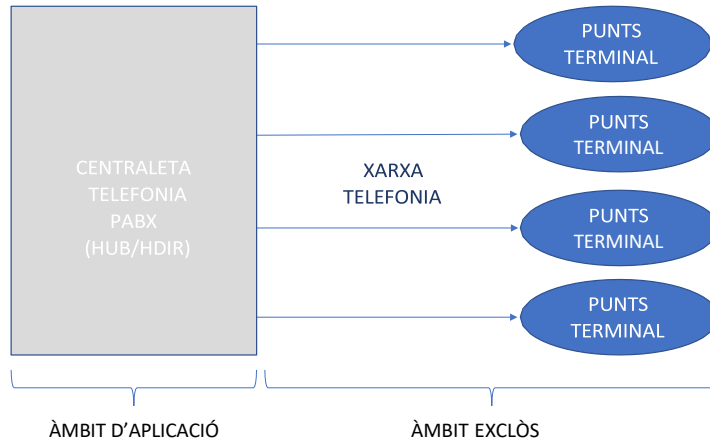 CENTRALETA
TELEFONIA
PABX
(HUB/HDIR)
XARXA
TELEFONIA
PUNTS
TERMINAL
PUNTS
TERMINAL
PUNTS
TERMINAL
PUNTS
TERMINAL
ÀMBIT D’APLICACIÓ
ÀMBIT EXCLÒS